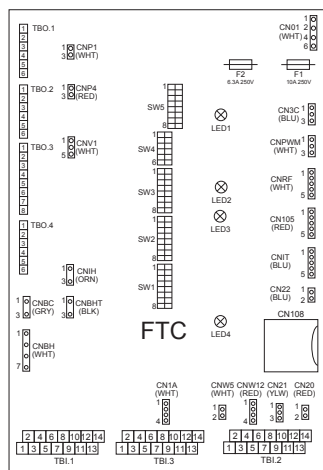 TBO.1
1
2
3
4
5
6
1
3
CNP1
(WHT)
CN01
(WHT)
1
2
4
6
F2
6.3A 250V
F1
10A 250V
TBO.2
1
2
3
4
5
6
1
3
CNP4
(RED)
SW5
1
8
LED1
CN3C
(BLU)
1
3
TBO.3
1
2
3
4
5
6
7
8
1
5
CNV1
(WHT)
SW4
1
6
CNPWM
(WHT)
1
3
SW3
1
8
LED2
CNRF
(WHT)
1
5
TBO.4
1
2
3
4
5
6
SW2
1
8
LED3
CN105
(RED)
1
5
CNIT
(BLU)
1
5
1
3
CNIH
(ORN)
SW1
1
8
CN22
(BLU)
1
2
1
3
CNBC
(GRY)
1
3
CNBHT
(BLK)
CN108
FTC
LED4
1
7
CNBH
(WHT)
CN1A
(WHT)
1
4
CNW5
(WHT)
1
2
CNW12
(RED)
1
4
CN21
(YLW)
1
3
CN20
(RED)
1
2
2 4 6 8 10 12 14
1 3 5 7 9 11 13
TBI.1
2 4 6 8 10 12 14
1 3 5 7 9 11 13
TBI.3
2 4 6 8 10 12 14
1 3 5 7 9 11 13
TBI.2